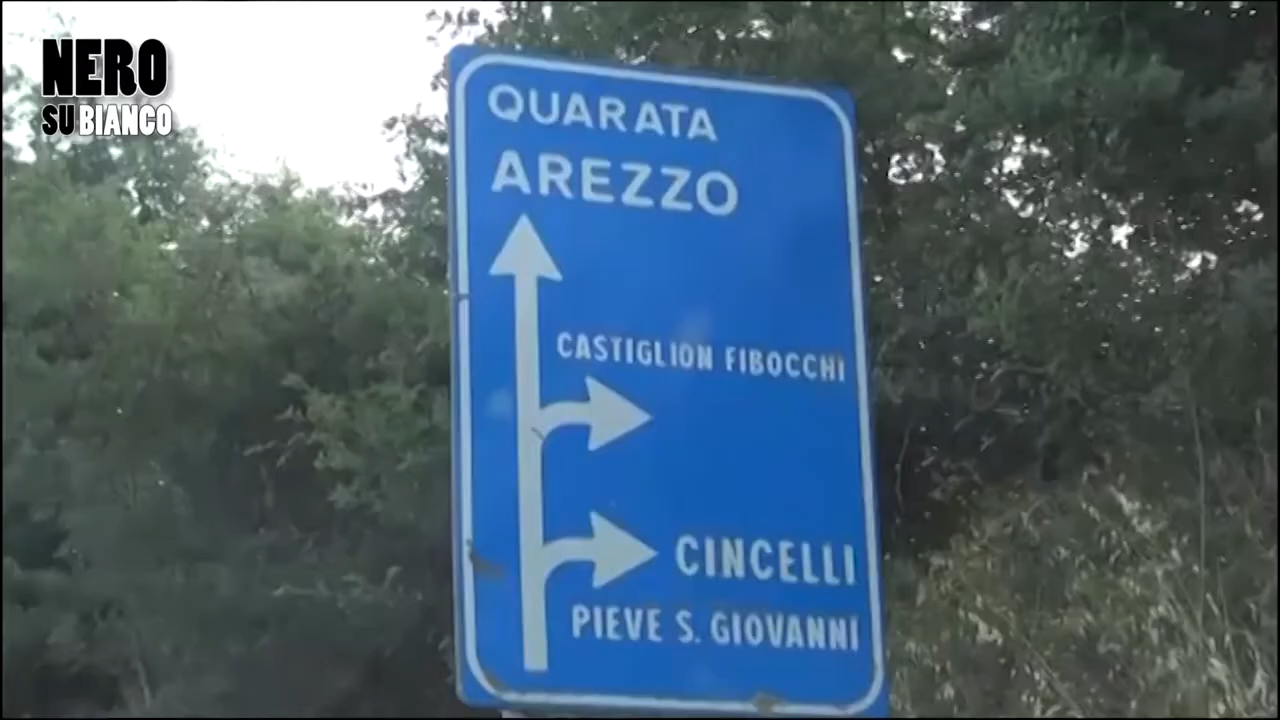 NERO
SU BIANCO
QUARATA
AREZZO
CASTIGLION FIBOCCHI
CINCELLI
PIEVE S. GIOVANNI